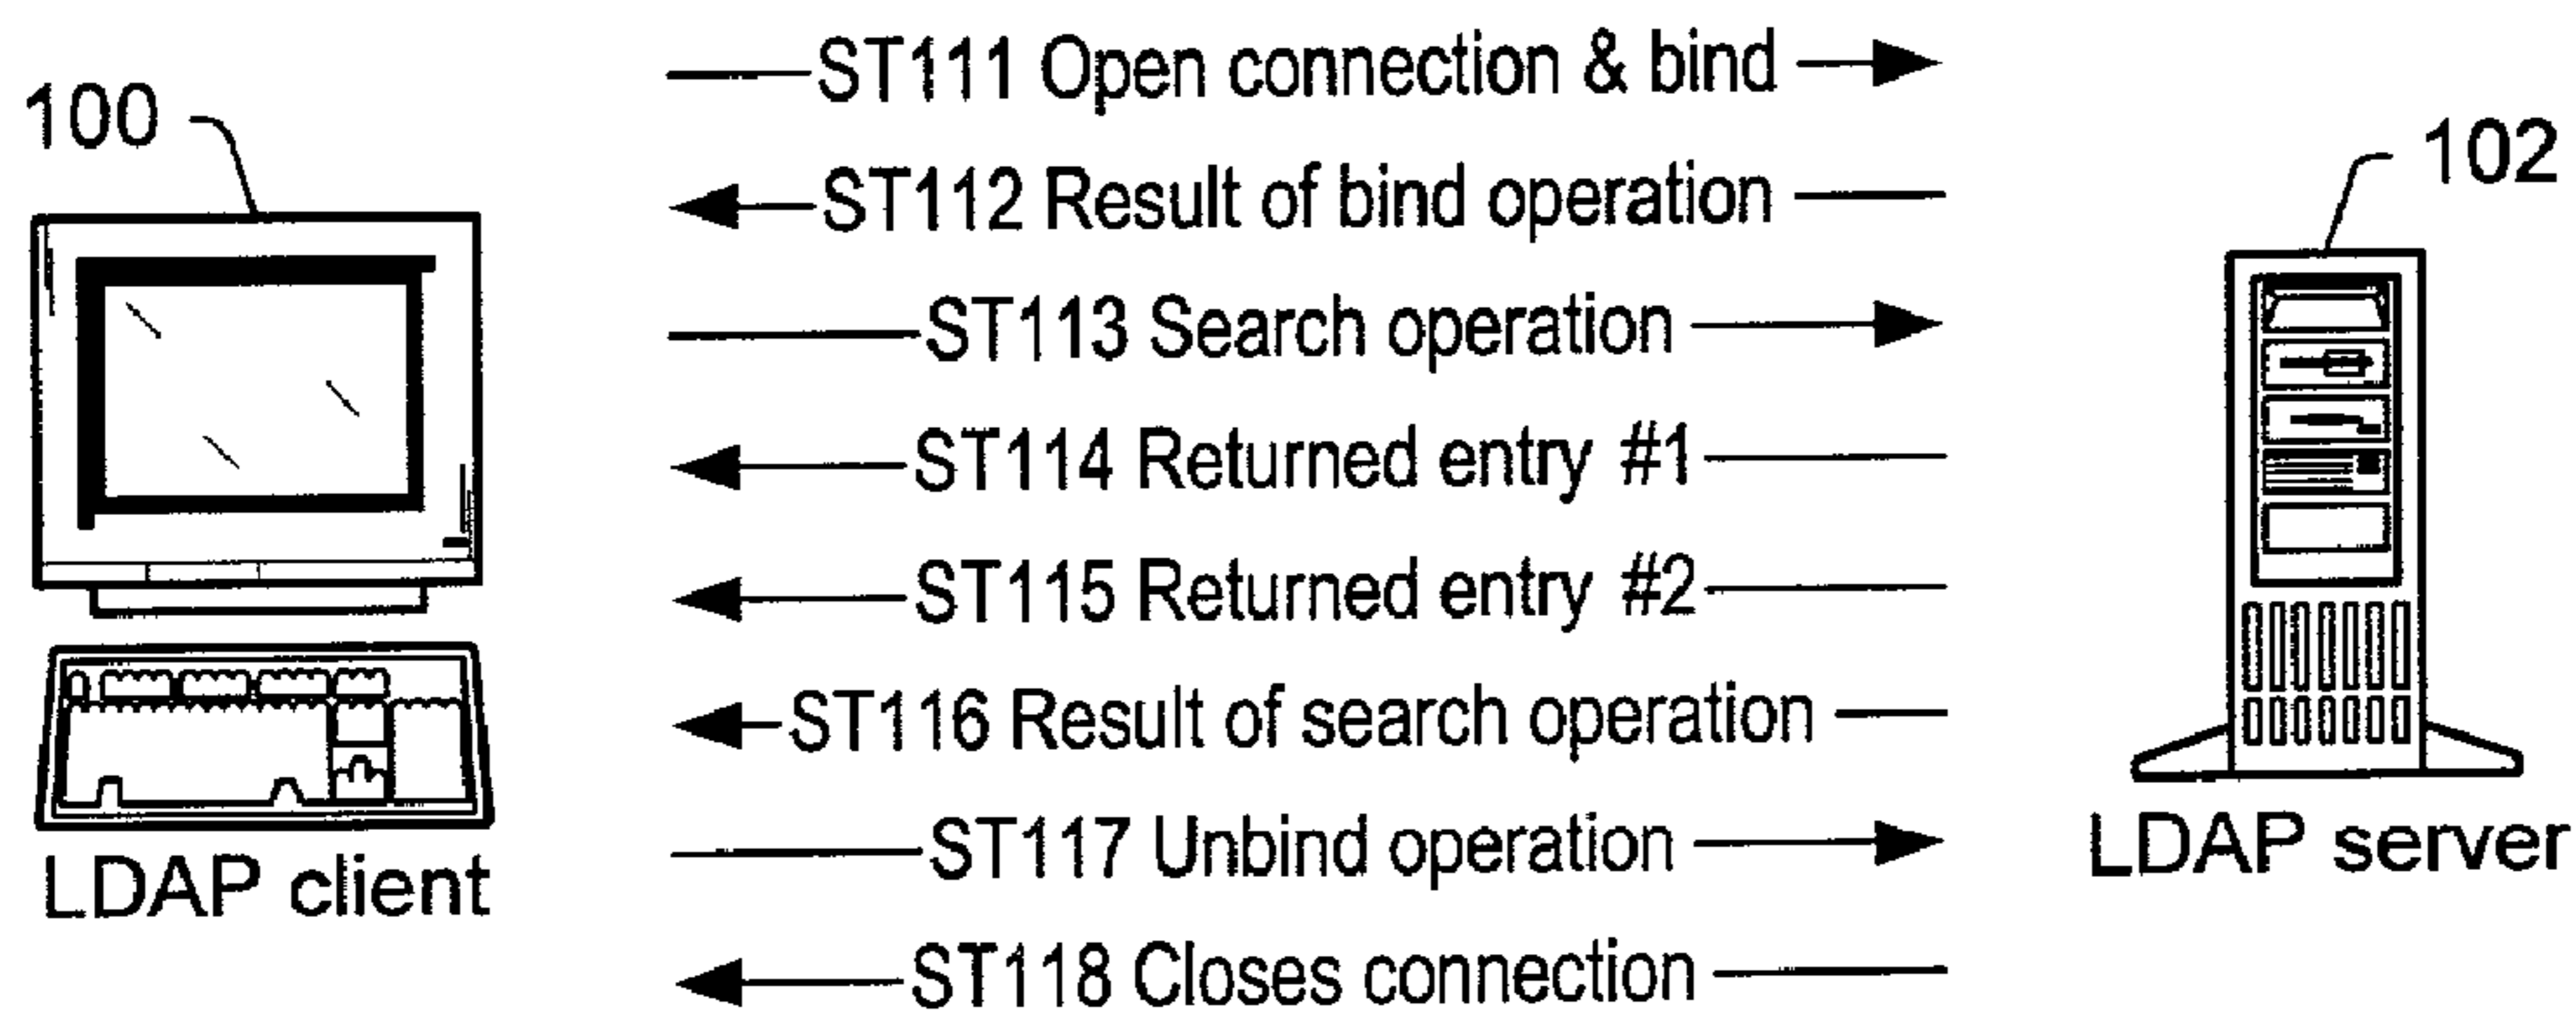 100
ST111 Open connection & bind
ST112 Result of bind operation
102
ST113 Search operation
ST114 Returned entry #1
ST115 Returned entry #2
ST116 Result of search operation
ST117 Unbind operation
LDAP client
LDAP server
ST118 Closes connection